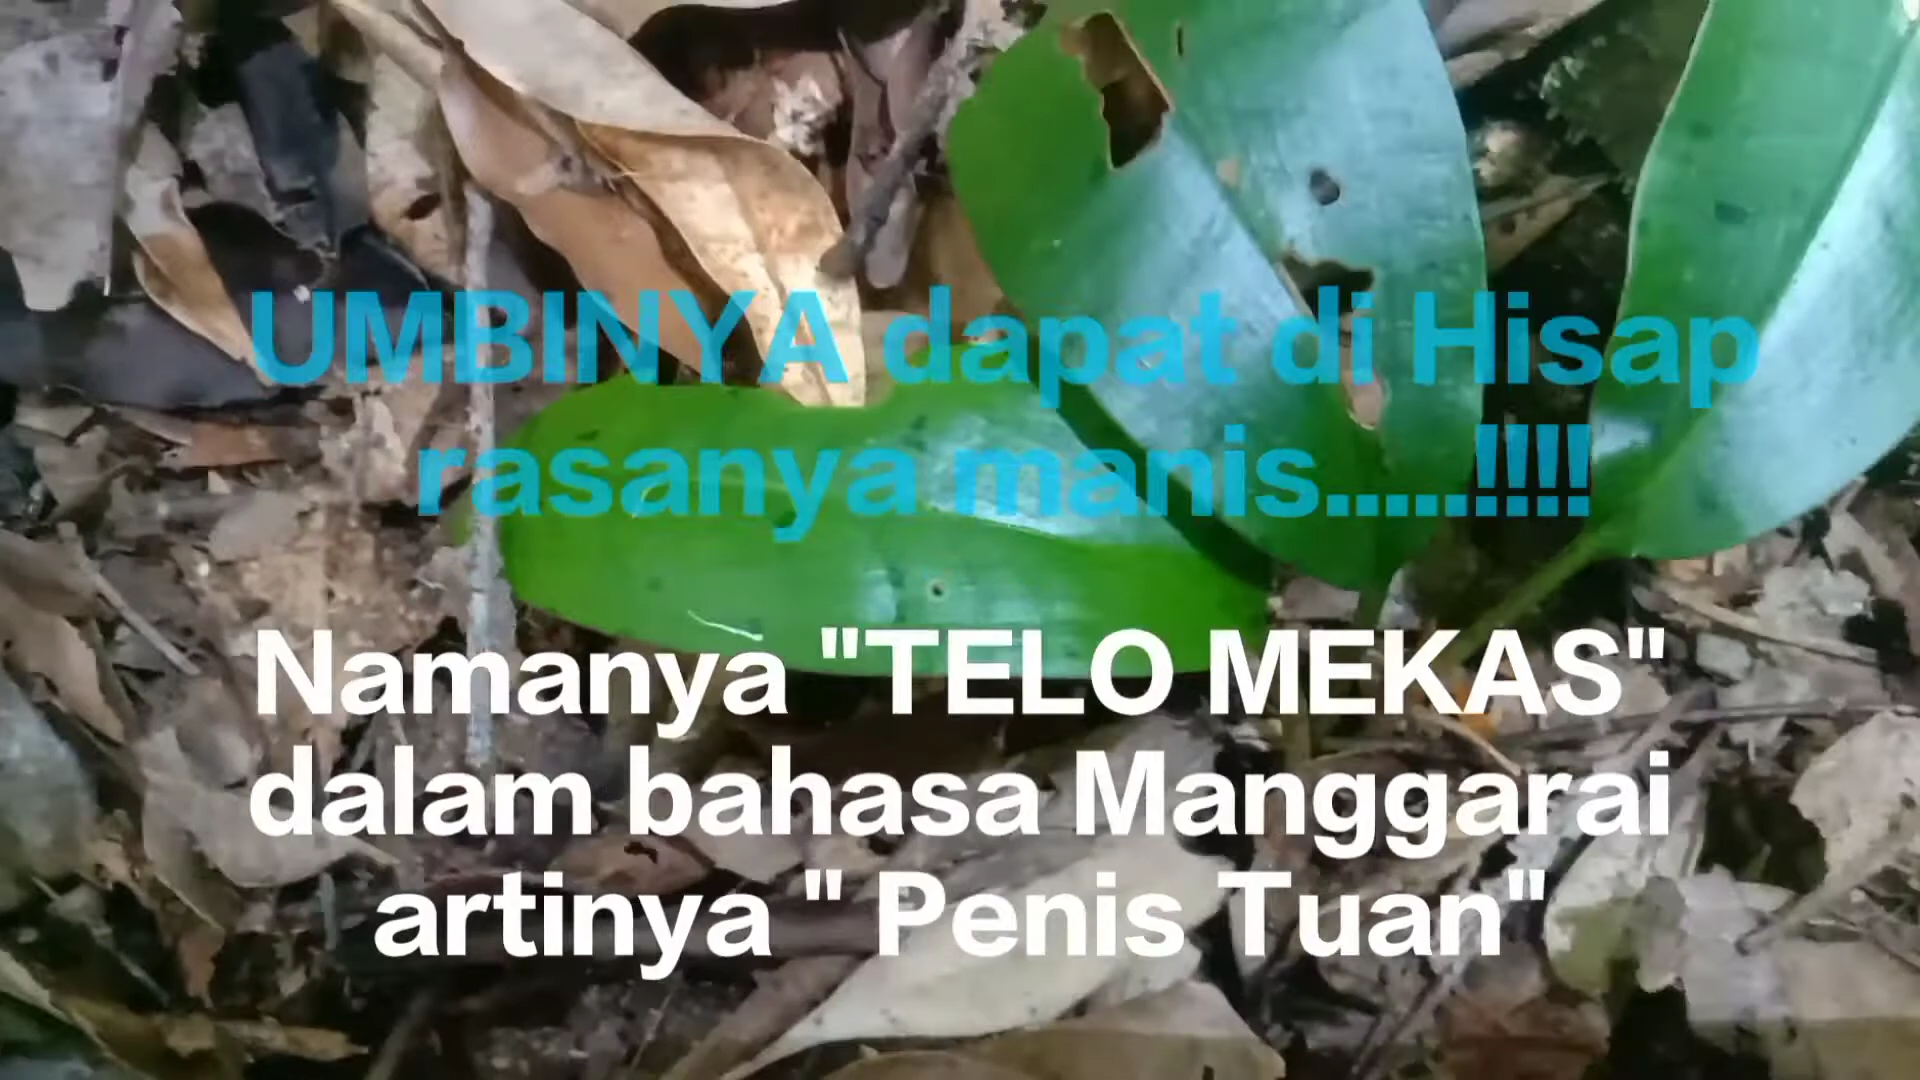 UMBINYA dapat di Hisap
rasanya manis.....!!!!
Namanya "TELO MEKAS"
dalam bahasa Manggarai
artinya " Penis Tuan"